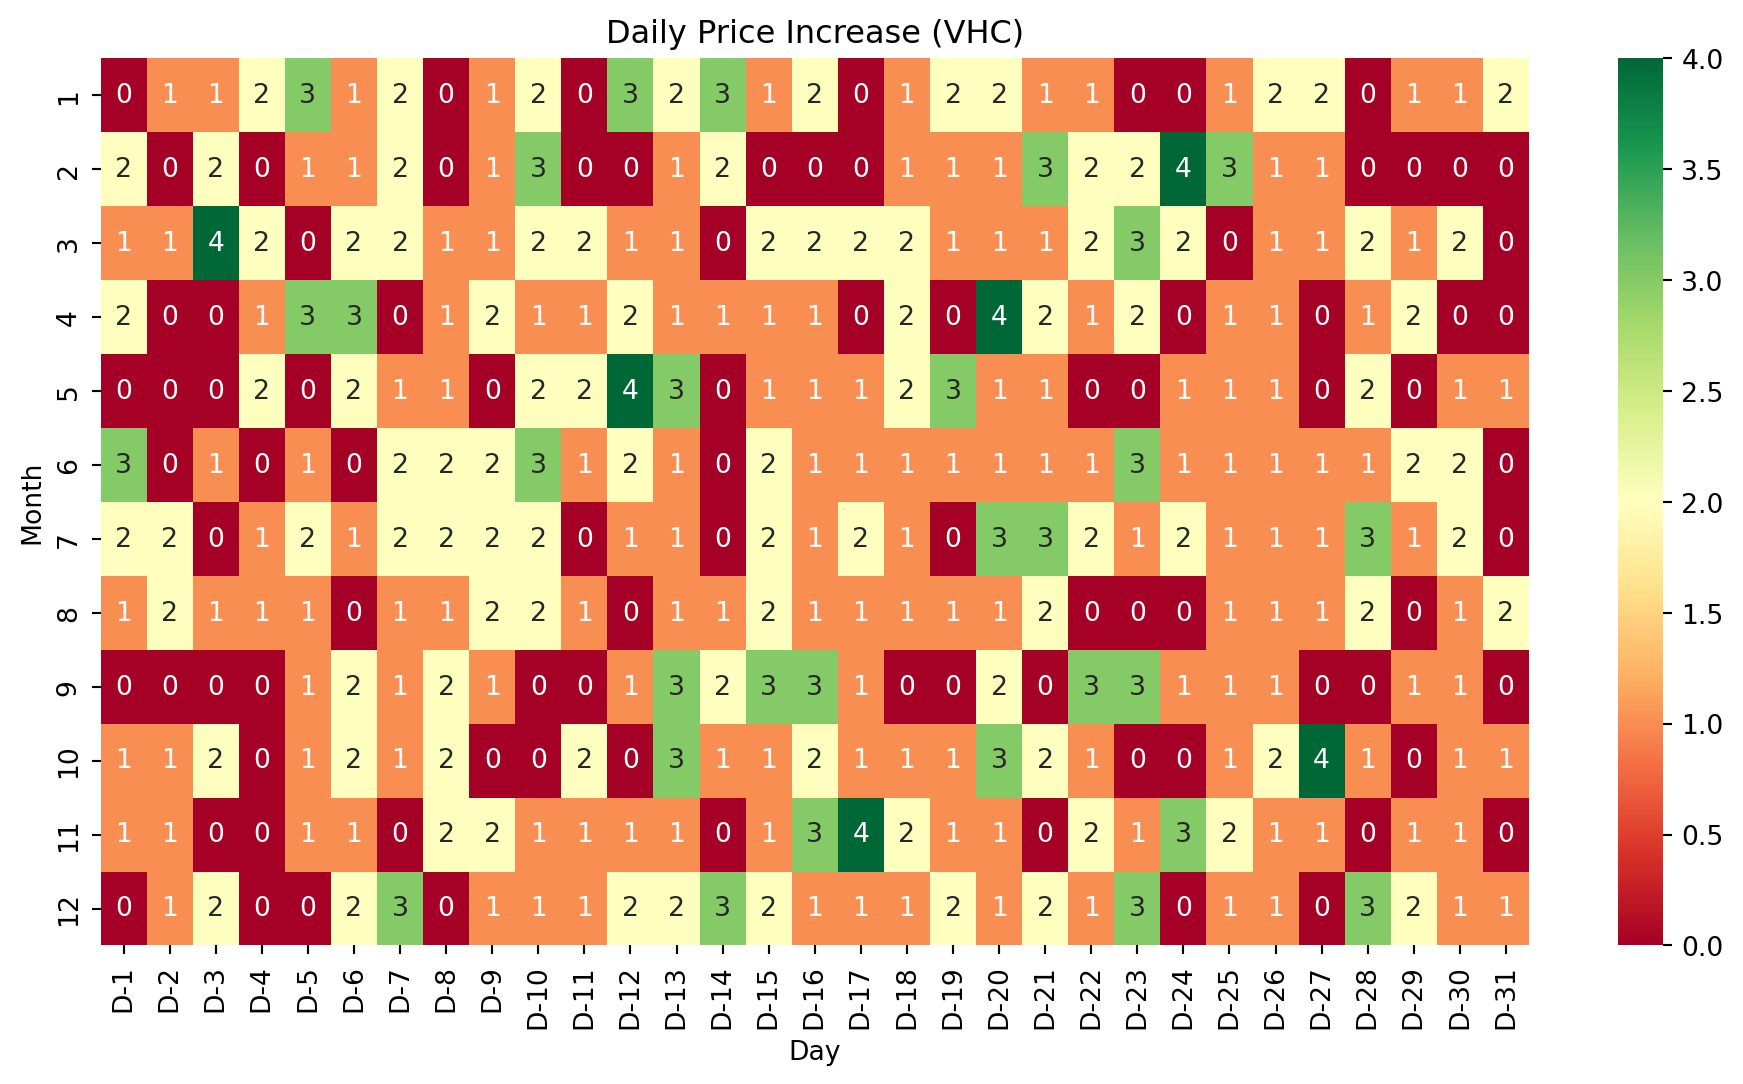 Daily Price Increase (VHC)
1 0 1 1 2 3 1 2 0 1 2 0 3 2 3 1 2 0 1 2 2 1 1 0 0 1 2 2 0 1 1 2
2 2 0 2 0 1 1 2 0 1 3 0 0 1 2 0 0 0 1 1 1 3 2 2 4 3 1 1 0 0 0 0
3 1 1 4 2 0 2 2 1 1 2 2 1 1 0 2 2 2 2 1 1 1 2 3 2 0 1 1 2 1 2 0
4 2 0 0 1 3 3 0 1 2 1 1 2 1 1 1 1 0 2 0 4 2 1 2 0 1 1 0 1 2 0 0
5 0 0 0 2 0 2 1 1 0 2 2 4 3 0 1 1 1 2 3 1 1 0 0 1 1 1 0 2 0 1 1
6 3 0 1 0 1 0 2 2 2 3 1 2 1 0 2 1 1 1 1 1 1 1 3 1 1 1 1 1 2 2 0
7 2 2 0 1 2 1 2 2 2 2 0 1 1 0 2 1 2 1 0 3 3 2 1 2 1 1 1 3 1 2 0
8 1 2 1 1 1 0 1 1 2 2 1 0 1 1 2 1 1 1 1 1 2 0 0 0 1 1 1 2 0 1 2
9 0 0 0 0 1 2 1 2 1 0 0 1 3 2 3 3 1 0 0 2 0 3 3 1 1 1 0 0 1 1 0
10 1 1 2 0 1 2 1 2 0 0 2 0 3 1 1 2 1 1 1 3 2 1 0 0 1 2 4 1 0 1 1
11 1 1 0 0 1 1 0 2 2 1 1 1 1 0 1 3 4 2 1 1 0 2 1 3 2 1 1 0 1 1 0
12 0 1 2 0 0 2 3 0 1 1 1 2 2 3 2 1 1 1 2 1 2 1 3 0 1 1 0 3 2 1 1
Month
D-1 D-2 D-3 D-4 D-5 D-6 D-7 D-8 D-9 D-10 D-11 D-12 D-13 D-14 D-15 D-16 D-17 D-18 D-19 D-20 D-21 D-22 D-23 D-24 D-25 D-26 D-27 D-28 D-29 D-30 D-31
Day
4.0
3.5
3.0
2.5
2.0
1.5
1.0
0.5
0.0